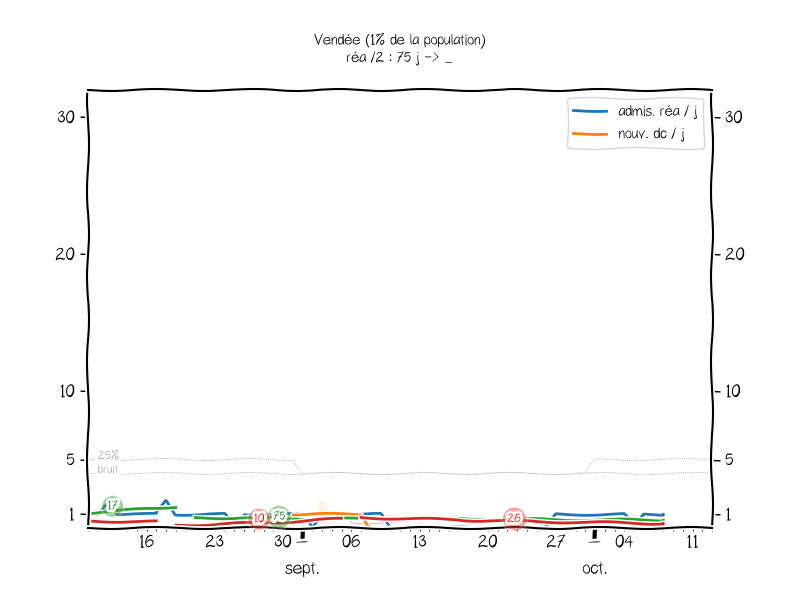 Vendée (1% de la population)
réa /2 : 75 j -> _
admis. réa / j
nouv. dc / j
30 30
20 20
10 10
5 5
1 1
25%
bruit
17 10 75 26
16 23 30 06 13 20 27 04 11
sept. oct.